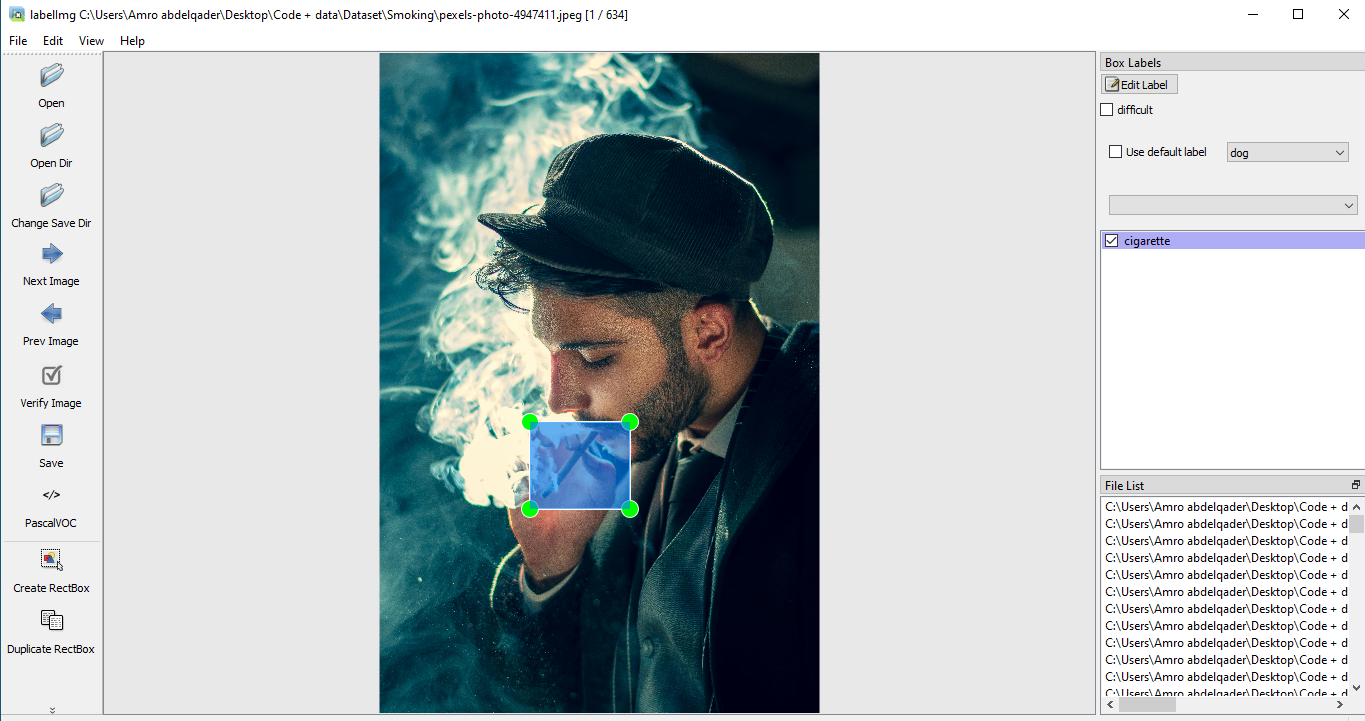 labelImg C:\Users\Amro abdelqader\Desktop\Code + data\Dataset\Smoking\pexels-photo-4947411.jpeg [1 / 634]
File Edit View Help
Open
Open Dir
Change Save Dir
Next Image
Prev Image
Verify Image
Save
</>
PascalVOC
Create RectBox
Duplicate RectBox
Box Labels
Edit Label
difficult
Use default label dog
cigarette
File List
C:\Users\Amro abdelqader\Desktop\Code + d
C:\Users\Amro abdelqader\Desktop\Code + d
C:\Users\Amro abdelqader\Desktop\Code + d
C:\Users\Amro abdelqader\Desktop\Code + d
C:\Users\Amro abdelqader\Desktop\Code + d
C:\Users\Amro abdelqader\Desktop\Code + d
C:\Users\Amro abdelqader\Desktop\Code + d
C:\Users\Amro abdelqader\Desktop\Code + d
C:\Users\Amro abdelqader\Desktop\Code + d
C:\Users\Amro abdelqader\Desktop\Code + d
C:\Users\Amro abdelqader\Desktop\Code + d
C:\Users\Amro abdelqader\Desktop\Code + d